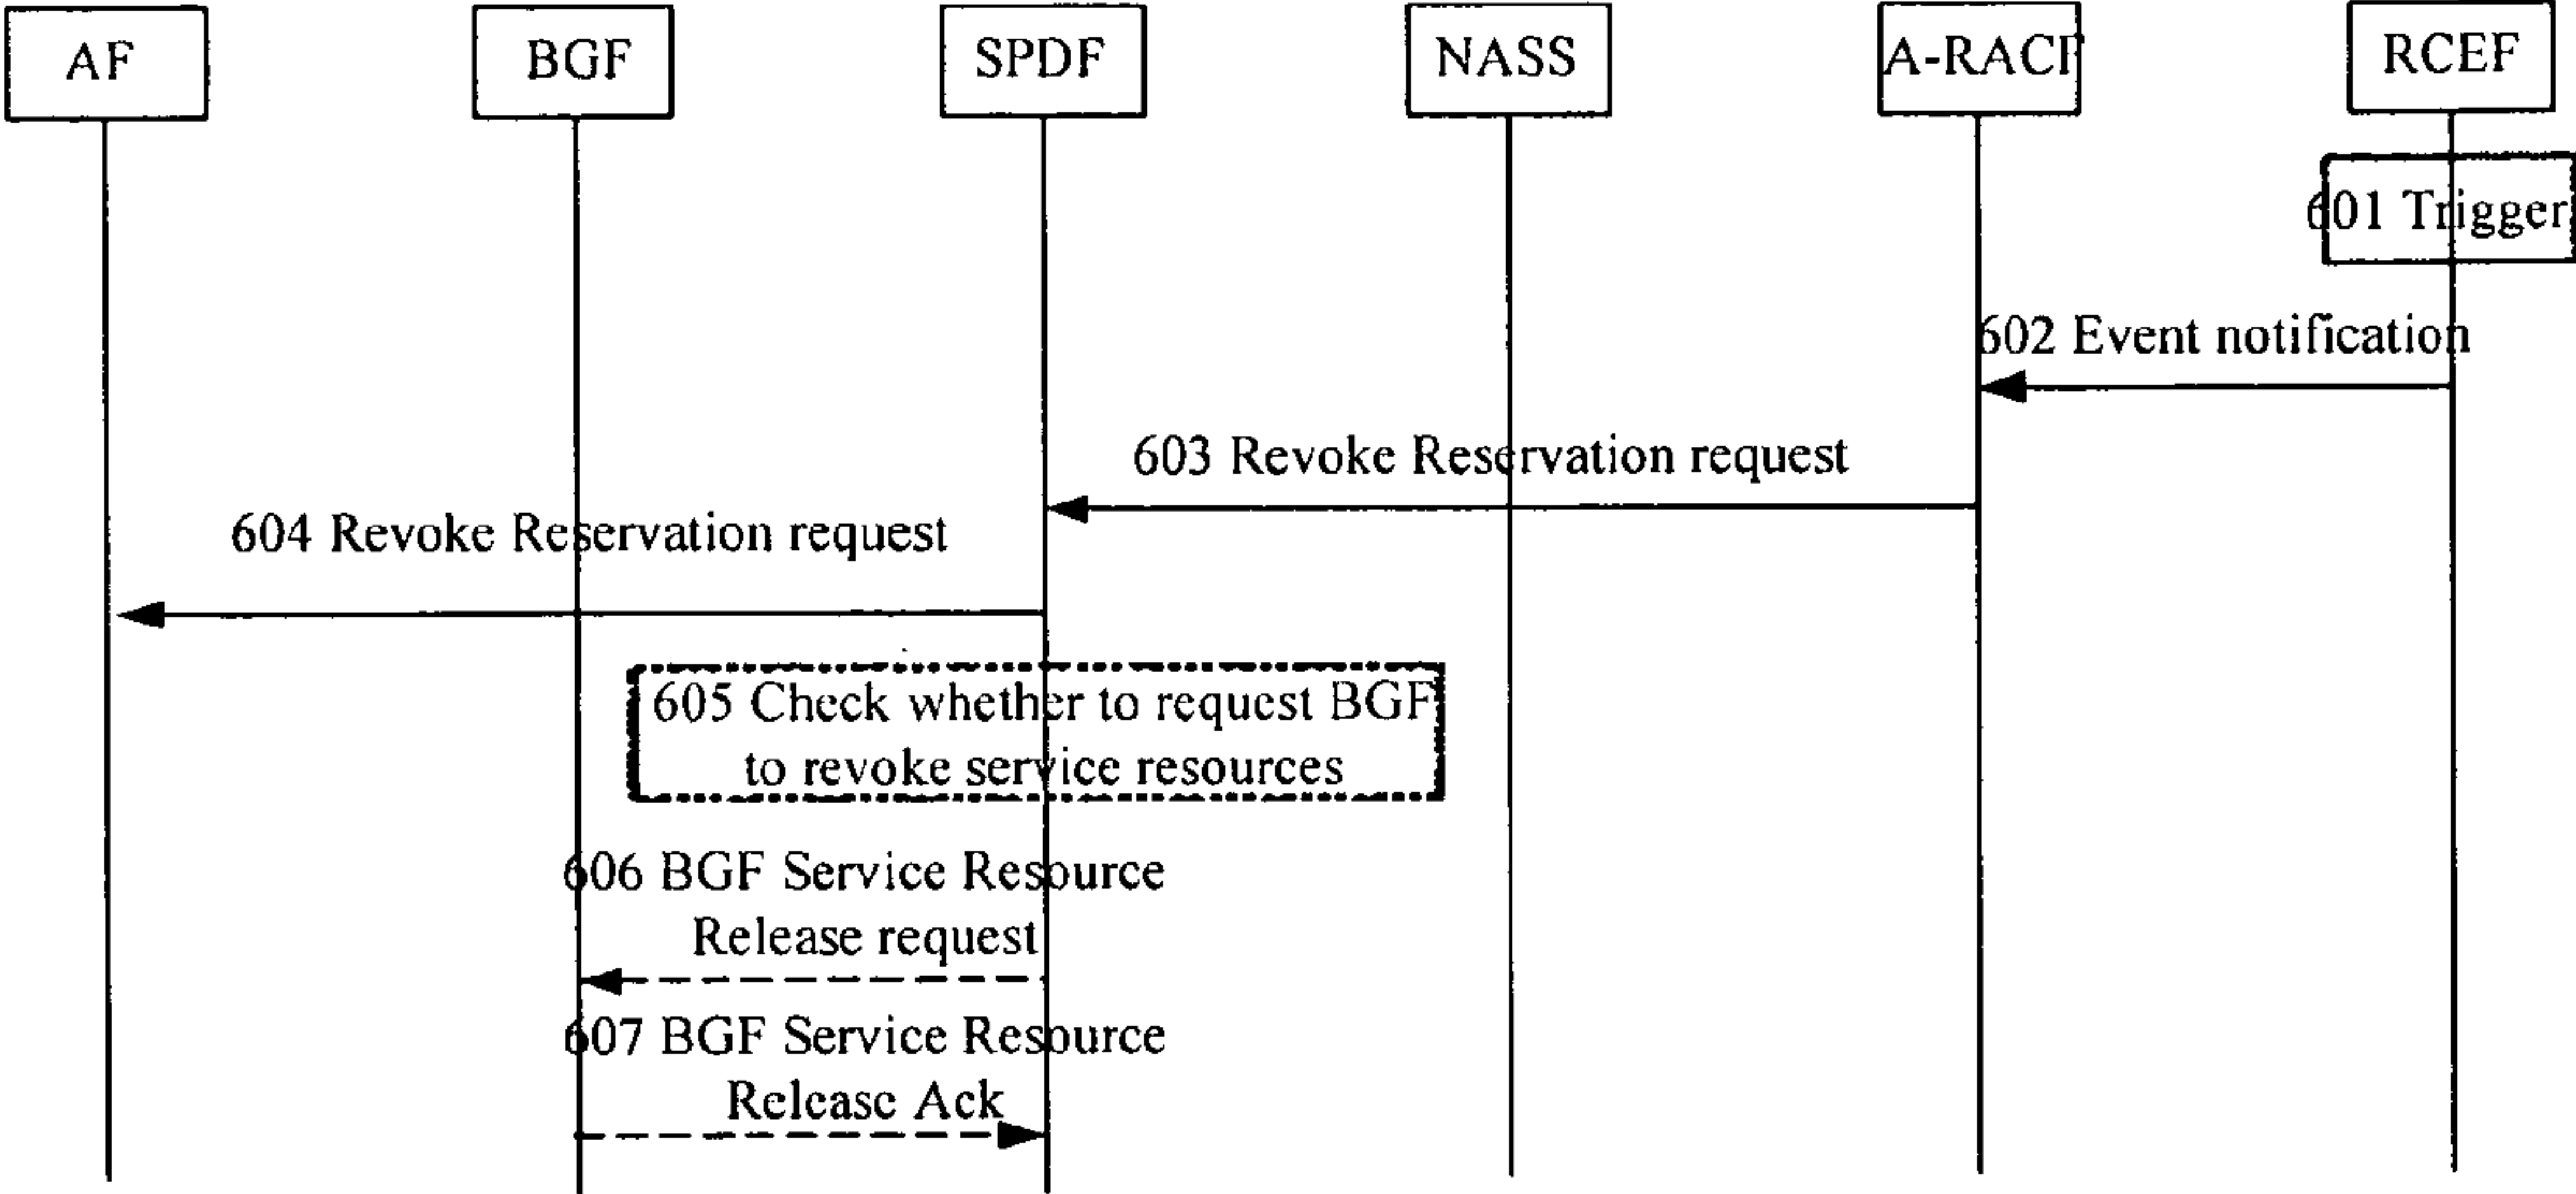 AF
BGF
SPDF
NASS
A-RACF
RCEF
601 Trigger
602 Event notification
603 Revoke Reservation request
604 Revoke Reservation request
605 Check whether to request BGF
to revoke service resources
606 BGF Service Resource
Release request
607 BGF Service Resource
Release Ack